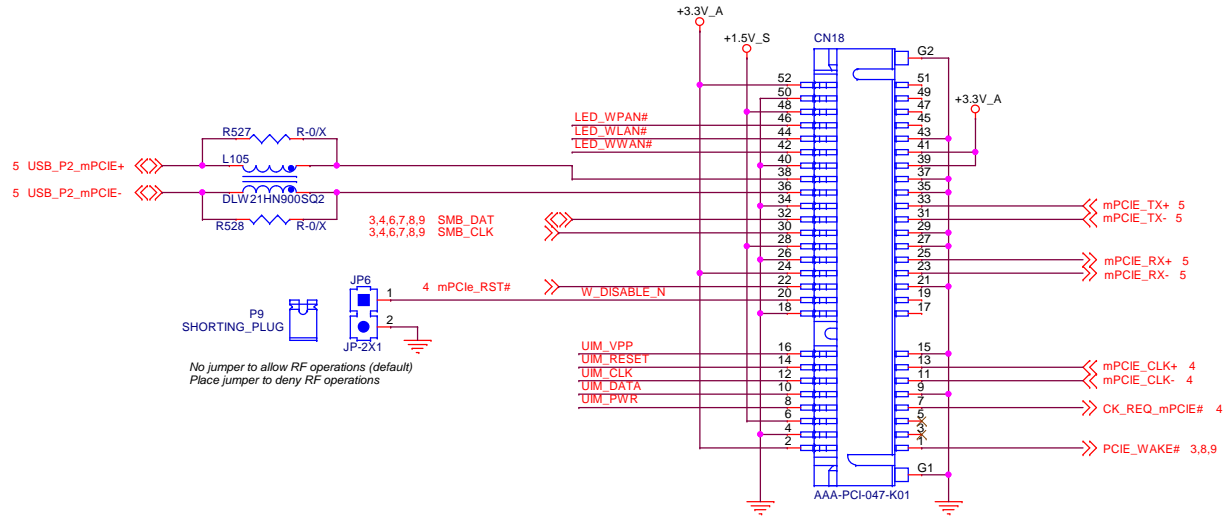 +3.3V_A
+1.5V_S
CN18
G2
52
51
50
49
+3.3V_A
48
47
LED_WPAN#
46
45
R527
R-0/X
LED_WLAN#
44
43
LED_WWAN#
42
41
5 USB_P2_mPCIE+
L105
40
39
38
37
5 USB_P2_mPCIE-
DLW21HN900SQ2
36
35
34
33
mPCIE_TX+ 5
R528
R-0/X
3,4,6,7,8,9 SMB_DAT
32
31
mPCIE_TX- 5
3,4,6,7,8,9 SMB_CLK
30
29
28
27
26
25
mPCIE_RX+ 5
24
23
mPCIE_RX- 5
JP6
4 mPCIe_RST#
22
21
1
W_DISABLE_N
20
19
P9
SHORTING_PLUG
18
17
2
JP-2X1
UIM_VPP
16
15
No jumper to allow RF operations (default)
Place jumper to deny RF operations
UIM_RESET
14
13
mPCIE_CLK+ 4
UIM_CLK
12
11
mPCIE_CLK- 4
UIM_DATA
10
9
UIM_PWR
8
7
CK_REQ_mPCIE# 4
6
5
4
3
2
1
PCIE_WAKE# 3,8,9
G1
AAA-PCI-047-K01